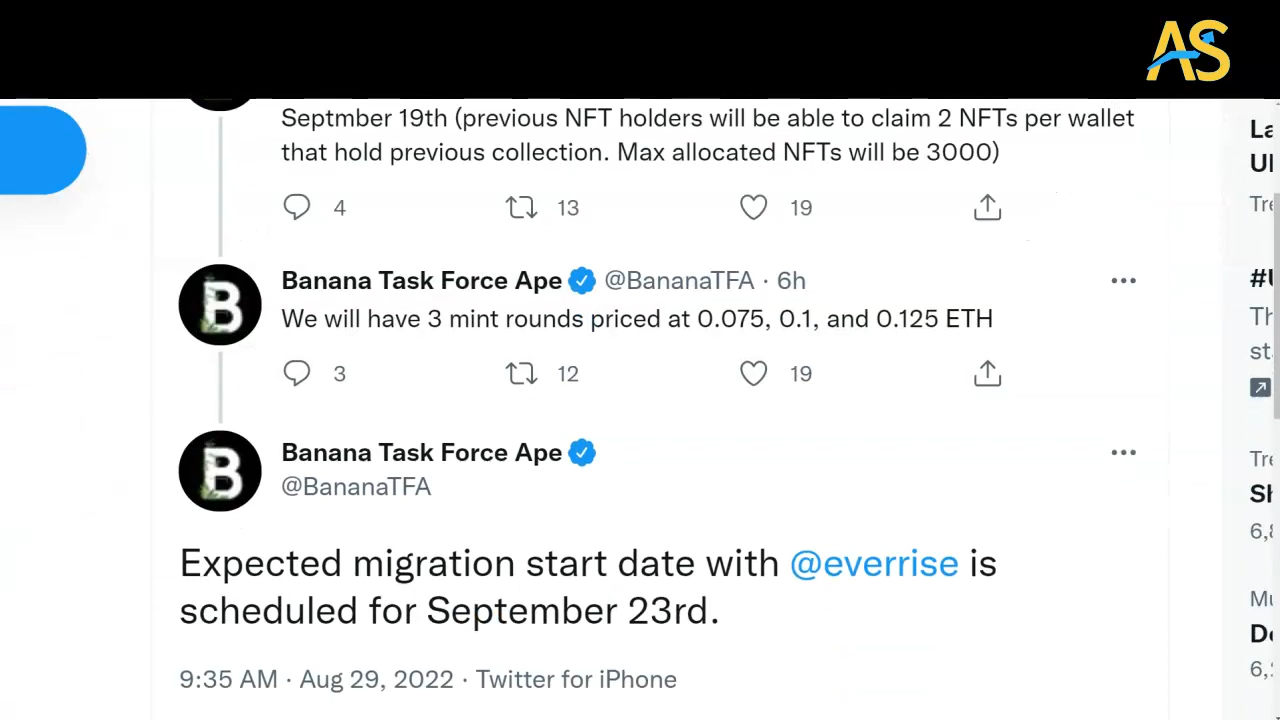 AS
Septmber 19th (previous NFT holders will be able to claim 2 NFTs per wallet
that hold previous collection. Max allocated NFTs will be 3000)
4 13 19
Banana Task Force Ape @BananaTFA · 6h
We will have 3 mint rounds priced at 0.075, 0.1, and 0.125 ETH
3 12 19
Banana Task Force Ape
@BananaTFA
Expected migration start date with @everrise is
scheduled for September 23rd.
9:35 AM · Aug 29, 2022 · Twitter for iPhone
B
B